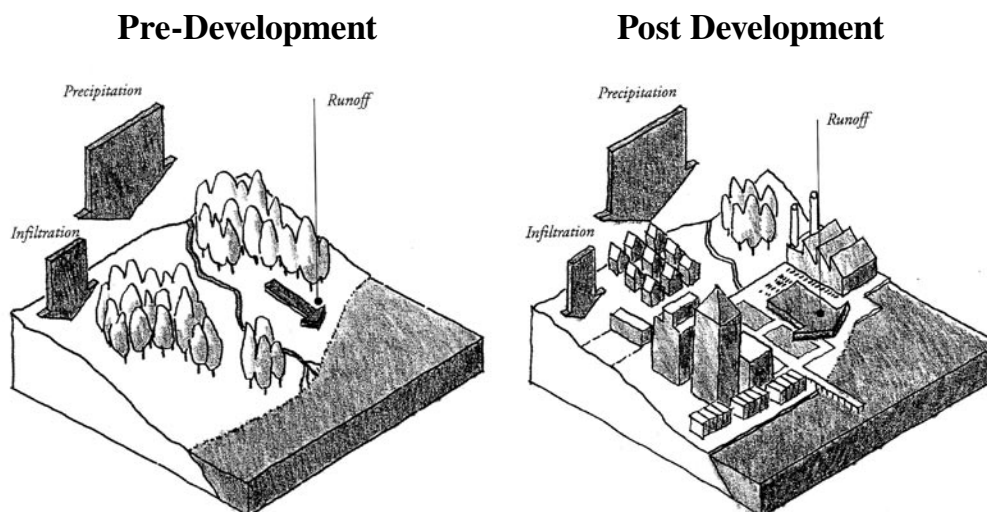 Pre-Development
Post Development
Precipitation
Runoff
Infiltration
Precipitation
Runoff
Infiltration